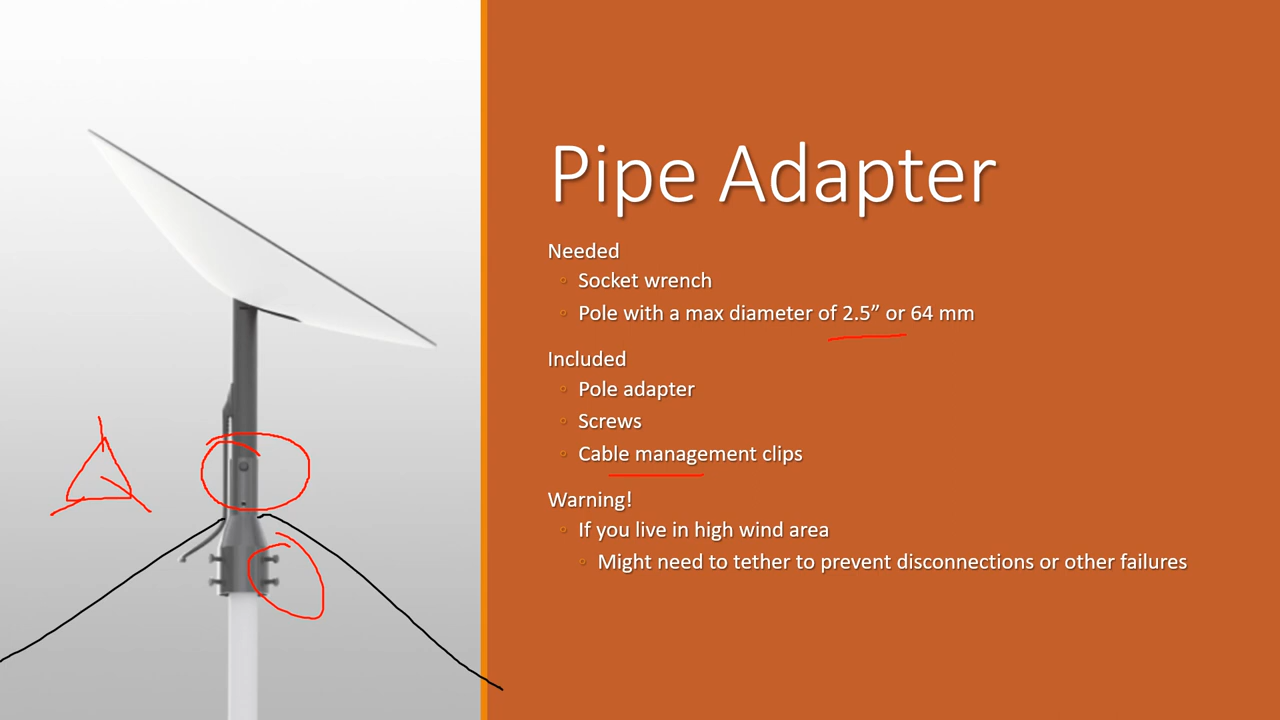 Pipe Adapter
Needed
◦ Socket wrench
◦ Pole with a max diameter of 2.5” or 64 mm
Included
◦ Pole adapter
◦ Screws
◦ Cable management clips
Warning!
◦ If you live in high wind area
◦ Might need to tether to prevent disconnections or other failures